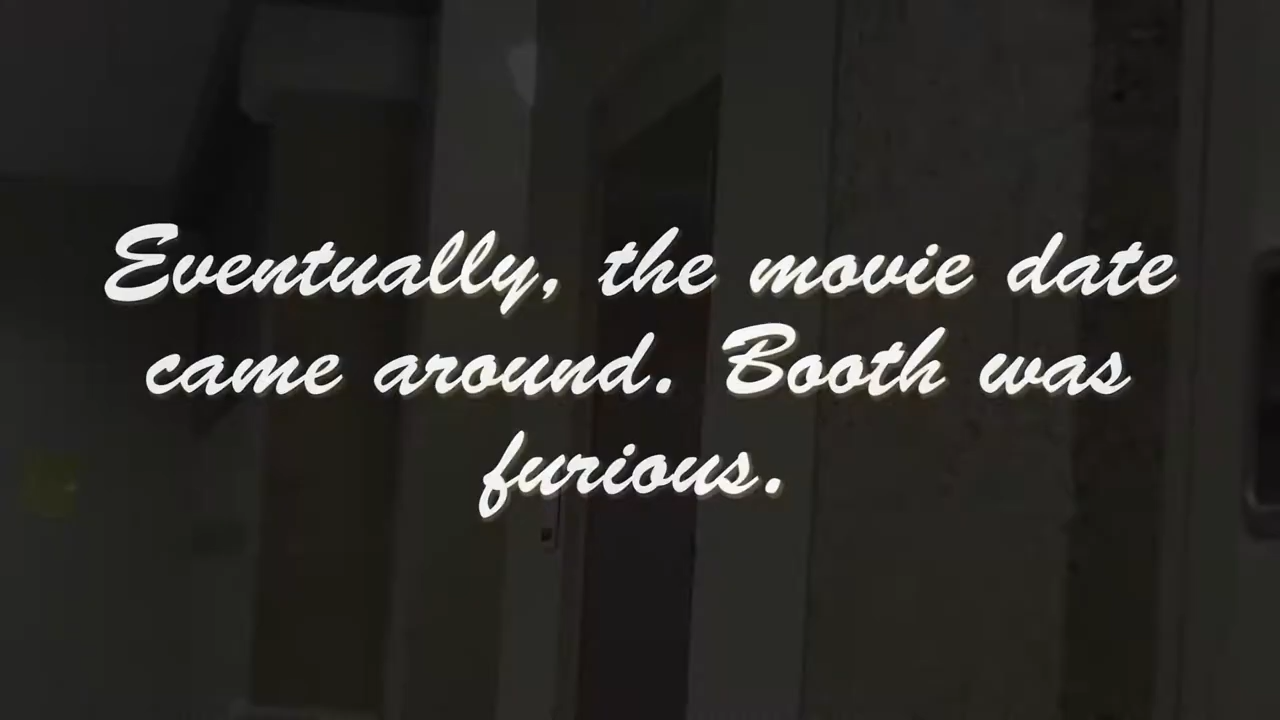 Eventually, the movie date
came around. Booth was
furious.